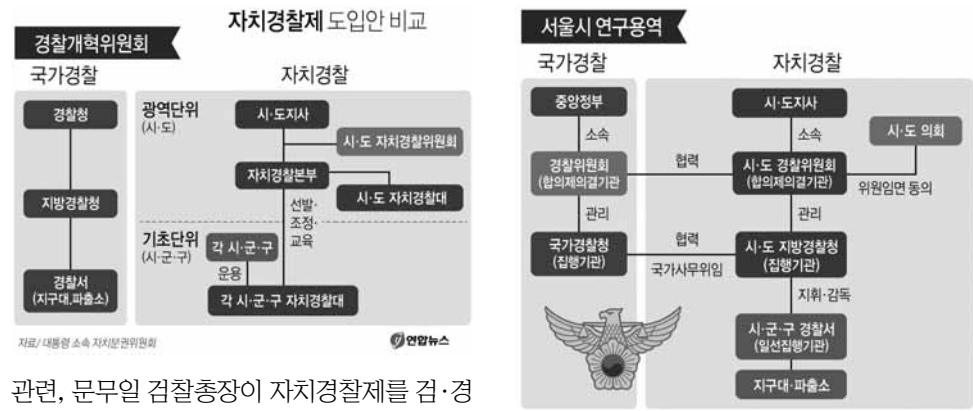 자치경찰제 도입안 비교
경찰개혁위원회
국가경찰
자치경찰
경찰청
지방경찰청
경찰서
(지구대,파출소)
광역단위
(시·도)
시·도지사
시·도 자치경찰위원회
자치경찰본부
시·도 자치경찰대
선발·
조정·
교육
기초단위
(시·군·구)
각 시·군·구
운용
각 시·군·구 자치경찰대
자료/ 대통령 소속 자치분권위원회
연합뉴스
관련, 문무일 검찰총장이 자치경찰제를 검·경
서울시 연구용역
국가경찰
자치경찰
중앙정부
소속
경찰위원회
(합의제의결기관
관리
국가경찰청
(집행기관)
협력
협력
국가사무위임
시·도지사
소속
시·도 의회
시·도 경찰위원회
(합의제의결기관)
위원임면 동의
관리
시·도 지방경찰청
(집행기관)
지휘·감독
시·군·구 경찰서
(일선집행기관)
지구대·파출소